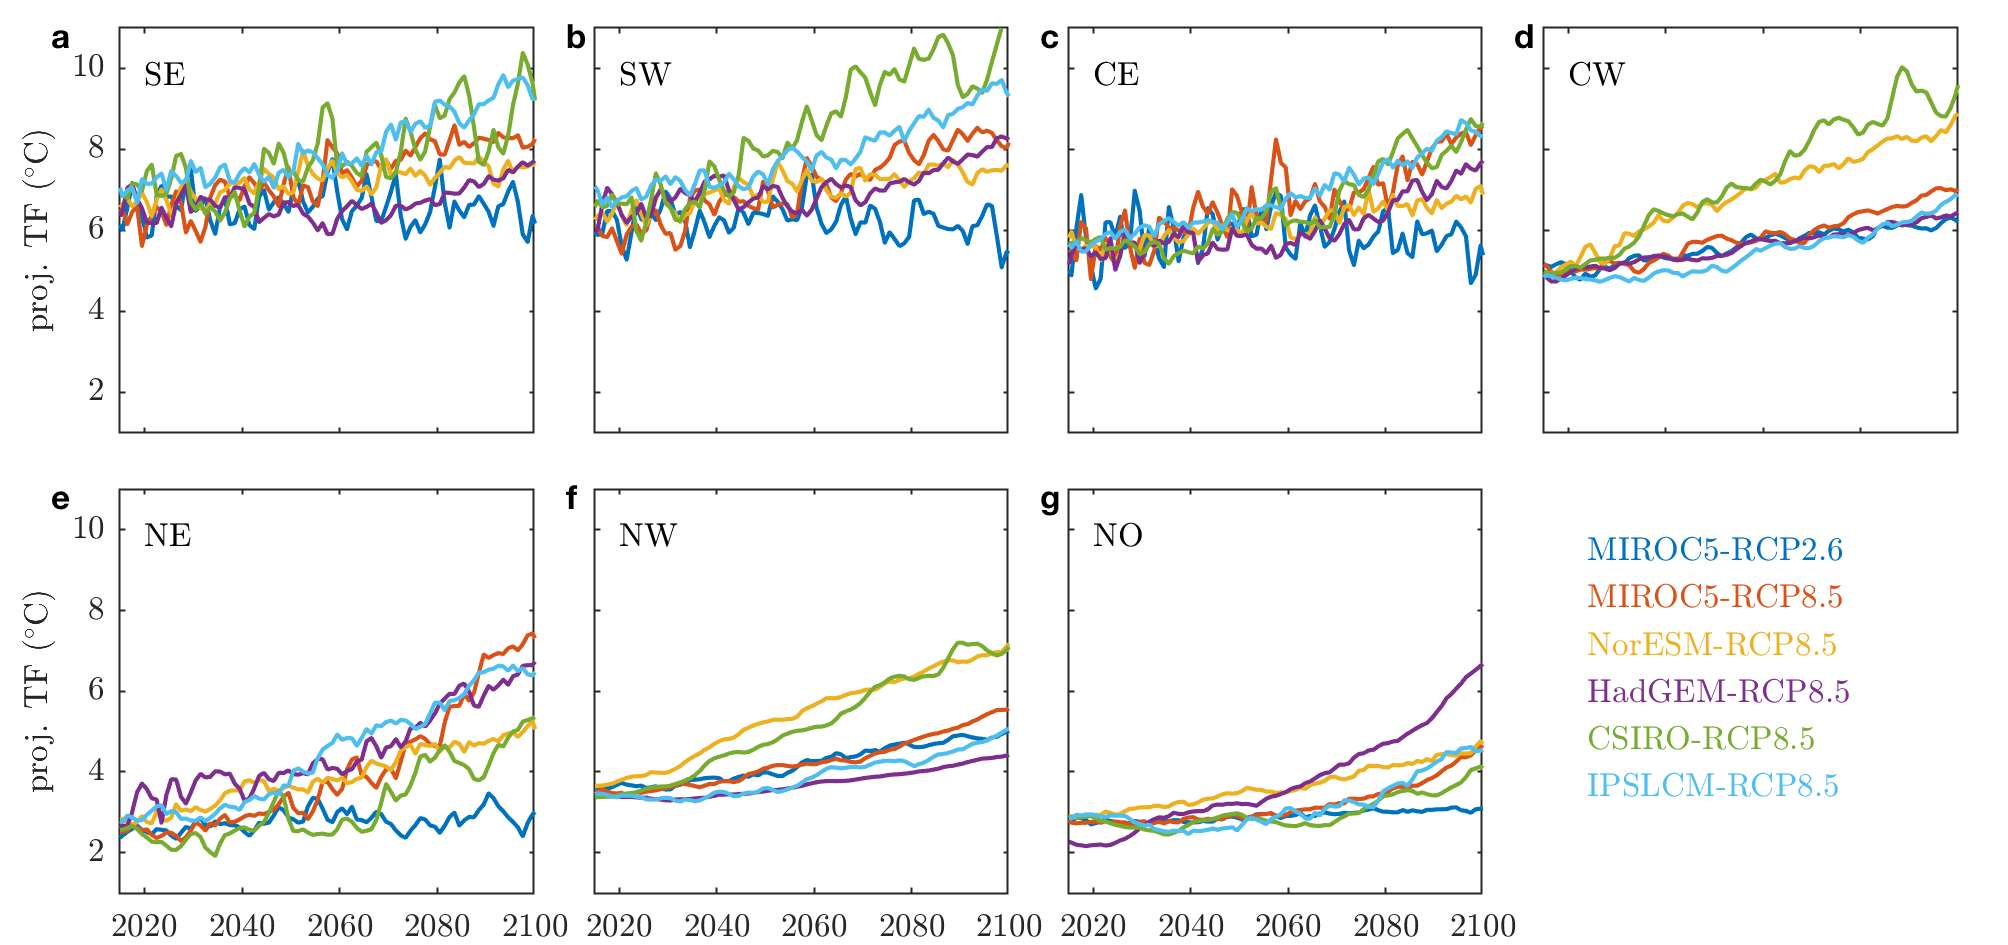 a
b
c
d
SE
SW
CE
CW
10
8
6
4
2
proj. TF (°C)
e
f
g
NE
NW
NO
10
8
6
4
2
proj. TF (°C)
2020 2040 2060 2080 2100
2020 2040 2060 2080 2100
2020 2040 2060 2080 2100
MIROC5-RCP2.6
MIROC5-RCP8.5
NorESM-RCP8.5
HadGEM-RCP8.5
CSIRO-RCP8.5
IPSLCM-RCP8.5